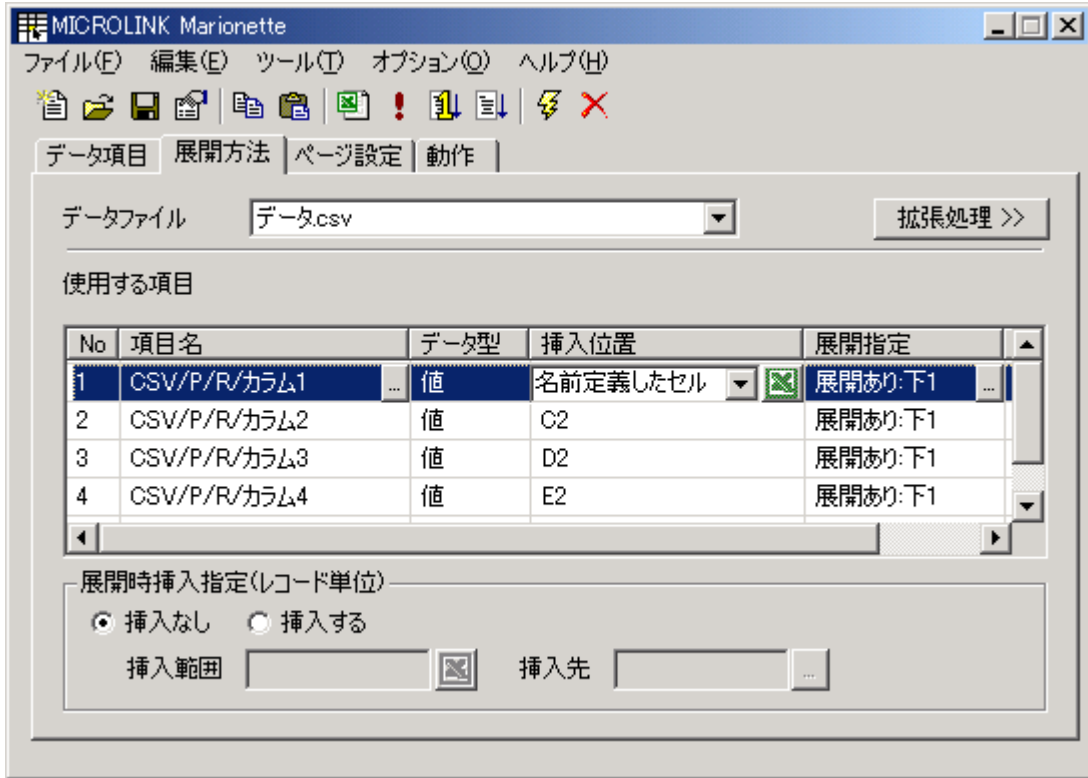 MICROLINK Marionette
ファイル(F) 編集(E) ツール(T) オプション(O) ヘルプ(H)
データ項目 展開方法 ページ設定 動作
データファイル データ.csv 拡張処理 >>
使用する項目
No 項目名 データ型 挿入位置 展開指定
1 CSV/P/R/カラム1 ... 値 名前定義したセル 展開あり:下1 ...
2 CSV/P/R/カラム2 値 C2 展開あり:下1
3 CSV/P/R/カラム3 値 D2 展開あり:下1
4 CSV/P/R/カラム4 値 E2 展開あり:下1
展開時挿入指定(レコード単位)
挿入なし 挿入する
挿入範囲 挿入先 ...